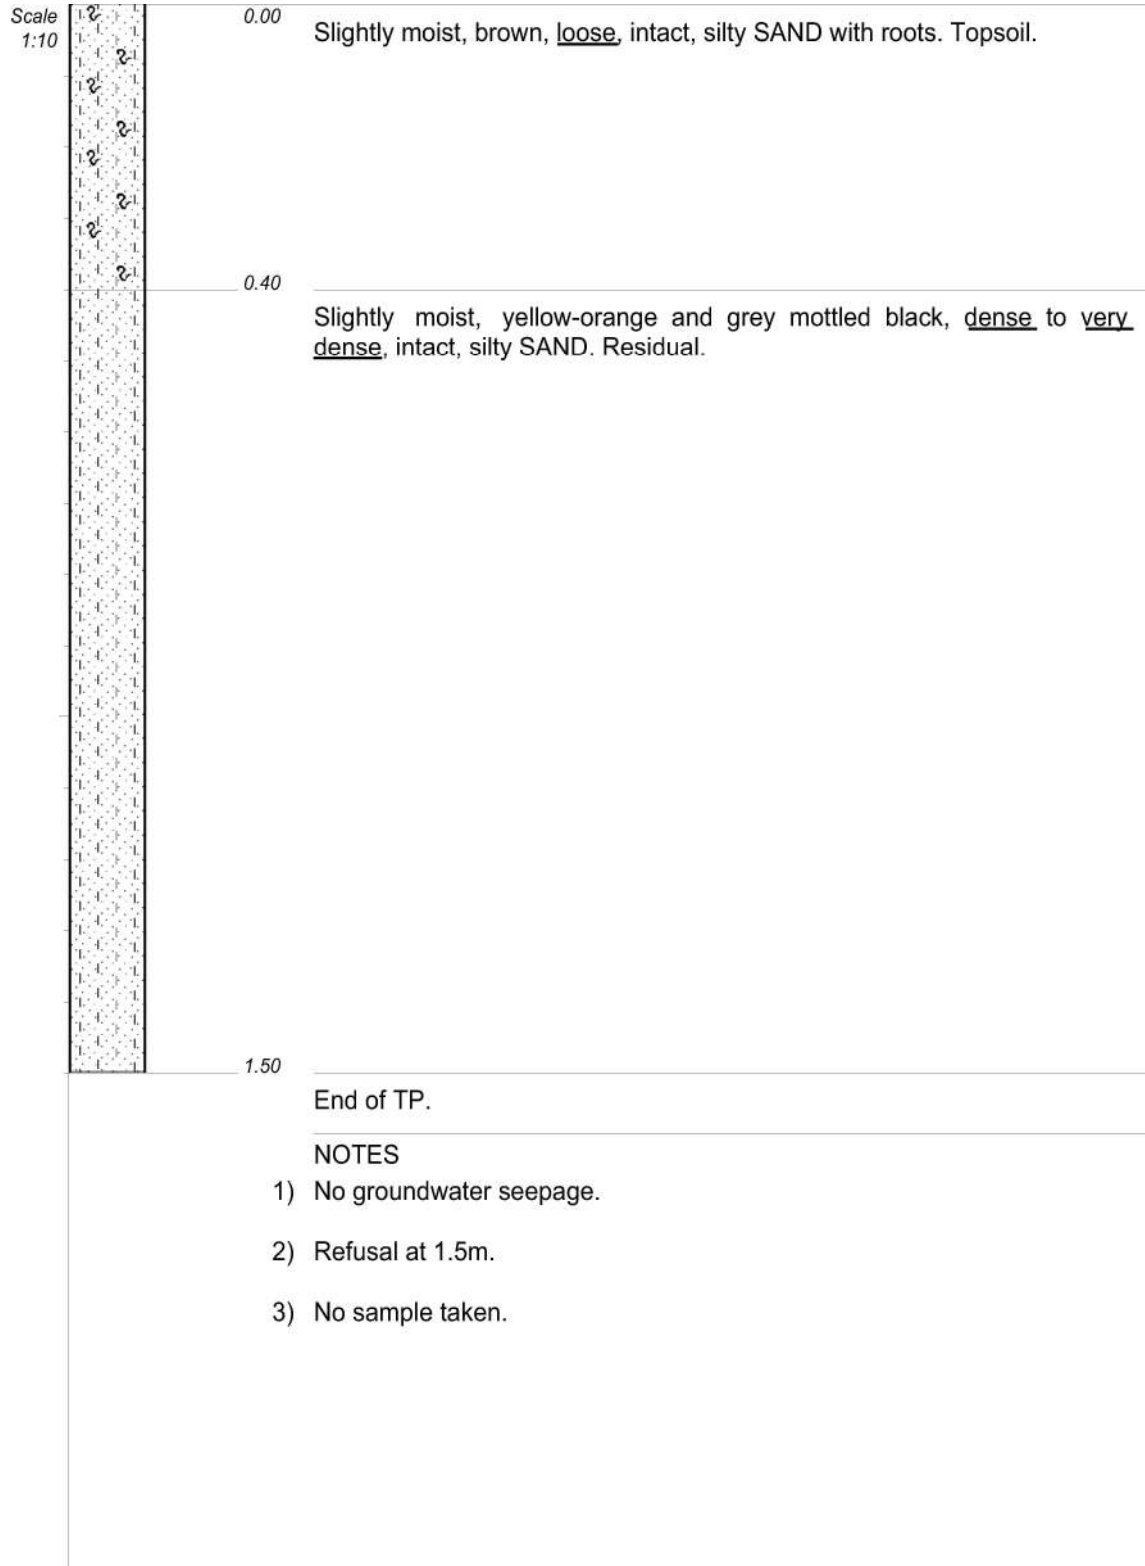 Scale
1:10
0.00
Slightly moist, brown, loose, intact, silty SAND with roots. Topsoil.
0.40
Slightly moist, yellow-orange and grey mottled black, dense to very
dense, intact, silty SAND. Residual.
1.50
End of TP.
NOTES
1) No groundwater seepage.
2) Refusal at 1.5m.
3) No sample taken.